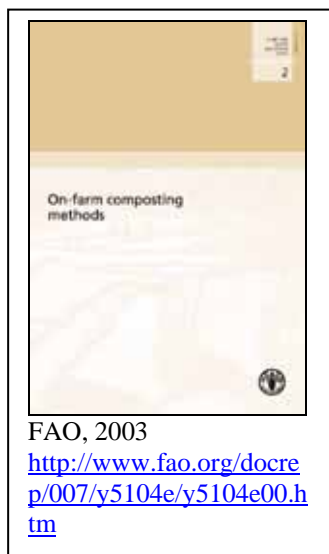 2
On-farm composting
methods
FAO, 2003
http://www.fao.org/docre
p/007/y5104e/y5104e00.h
tm